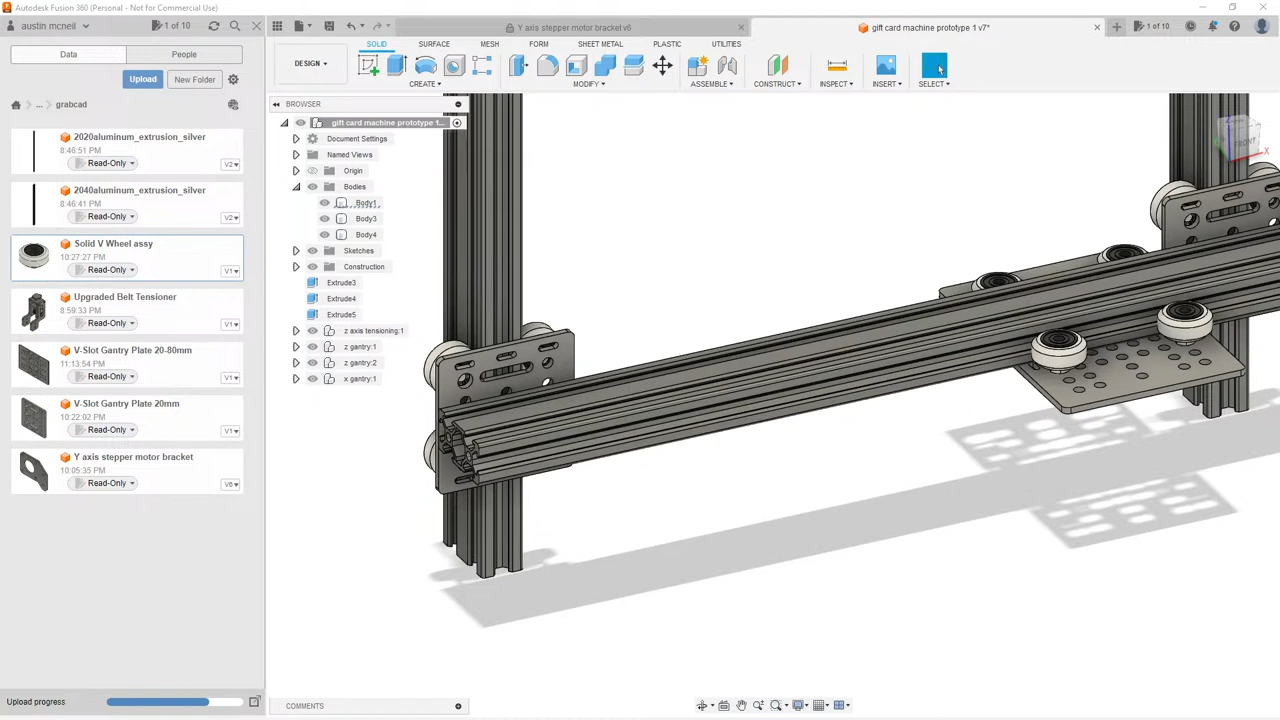 Autodesk Fusion 360 (Personal - Not for Commercial Use)
austin mcneil
1 of 10
Data
People
Upload
New Folder
... grabcad
2020aluminum_extrusion_silver
8:46:51 PM
Read-Only
V2
2040aluminum_extrusion_silver
8:46:41 PM
Read-Only
V2
Solid V Wheel assy
10:27:27 PM
Read-Only
V1
Upgraded Belt Tensioner
8:59:33 PM
Read-Only
V1
V-Slot Gantry Plate 20-80mm
11:13:54 PM
Read-Only
V1
V-Slot Gantry Plate 20mm
10:22:02 PM
Read-Only
V1
Y axis stepper motor bracket
10:05:35 PM
Read-Only
V6
Upload progress
Y axis stepper motor bracket v6
gift card machine prototype 1 v7*
1 of 10
DESIGN
SOLID
SURFACE
MESH
FORM
SHEET METAL
PLASTIC
UTILITIES
CREATE
MODIFY
ASSEMBLE
CONSTRUCT
INSPECT
INSERT
SELECT
BROWSER
gift card machine prototype 1...
Document Settings
Named Views
Origin
Bodies
Body1
Body3
Body4
Sketches
Construction
Extrude3
Extrude4
Extrude5
z axis tensioning:1
z gantry:1
z gantry:2
x gantry:1
FRONT
Z
X
COMMENTS